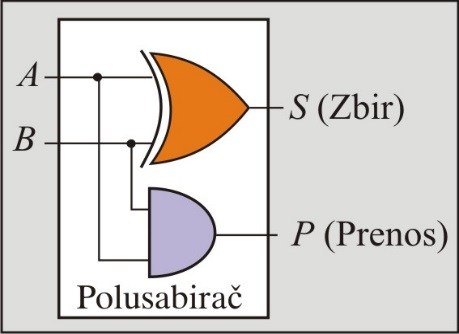 A
S (Zbir)
B
P (Prenos)
Polusabirač